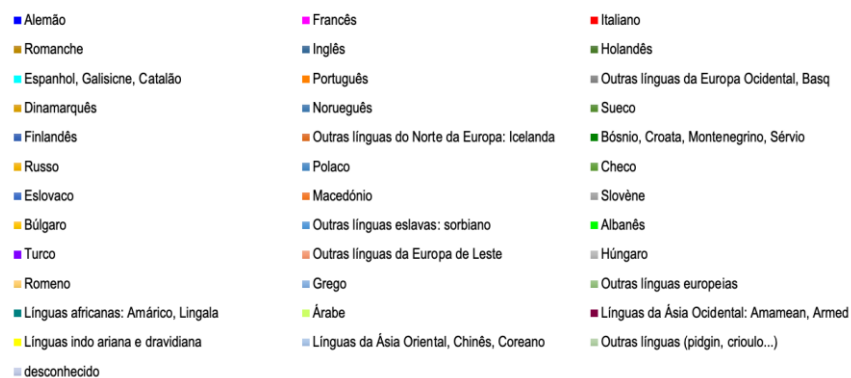 Alemão Francês Italiano
Romanche Inglês Holandês
Espanhol, Galisicne, Catalão Português Outras línguas da Europa Ocidental, Basq
Dinamarquês Norueguês Sueco
Finlandês Outras línguas do Norte da Europa: Icelanda Bósnio, Croata, Montenegrino, Sérvio
Russo Polaco Checo
Eslovaco Macedónio Slovène
Búlgaro Outras línguas eslavas: sorbiano Albanês
Turco Outras línguas da Europa de Leste Húngaro
Romeno Grego Outras línguas europeias
Línguas africanas: Amárico, Lingala Árabe Línguas da Ásia Ocidental: Amamean, Armed
Línguas indo ariana e dravidiana Línguas da Ásia Oriental, Chinês, Coreano Outras línguas (pidgin, crioulo...)
desconhecido